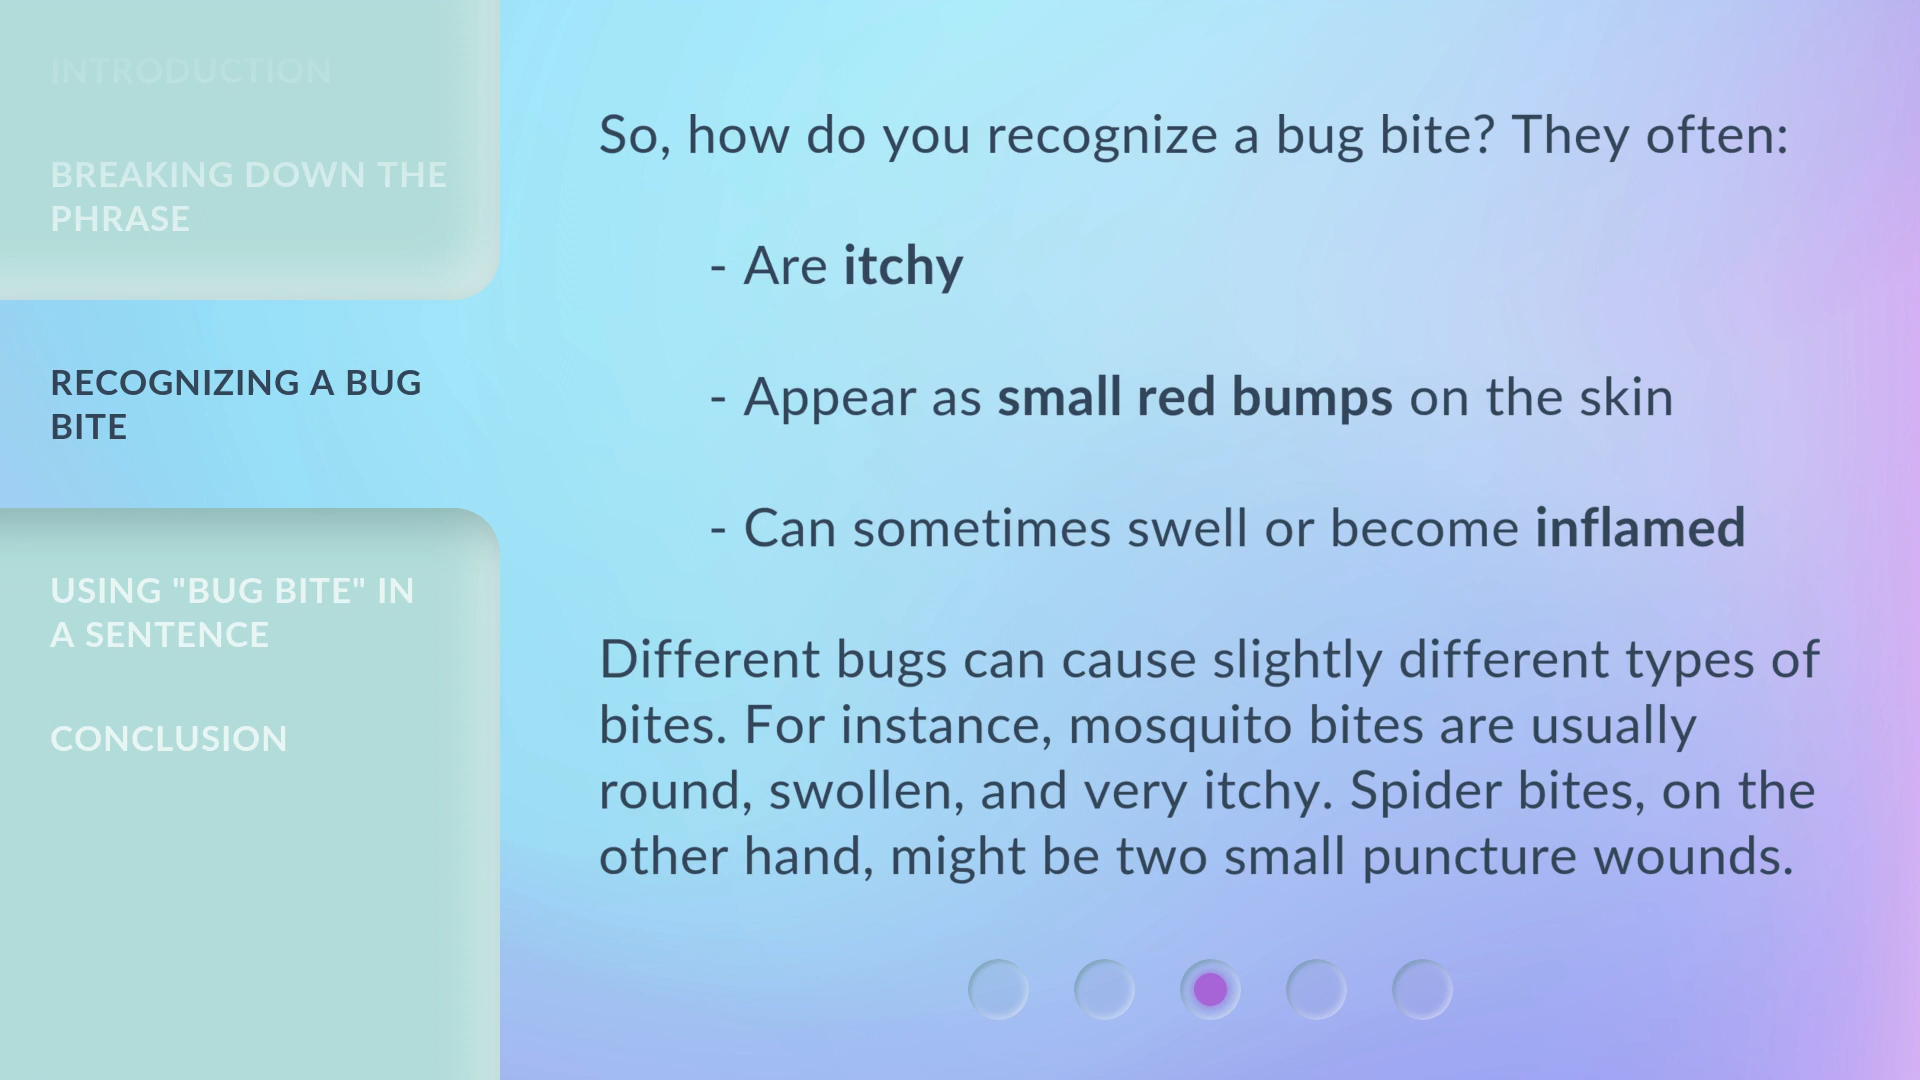 INTRODUCTION
BREAKING DOWN THE
PHRASE
RECOGNIZING A BUG
BITE
USING "BUG BITE" IN
A SENTENCE
CONCLUSION
So, how do you recognize a bug bite? They often:
- Are itchy
- Appear as small red bumps on the skin
- Can sometimes swell or become inflamed
Different bugs can cause slightly different types of
bites. For instance, mosquito bites are usually
round, swollen, and very itchy. Spider bites, on the
other hand, might be two small puncture wounds.